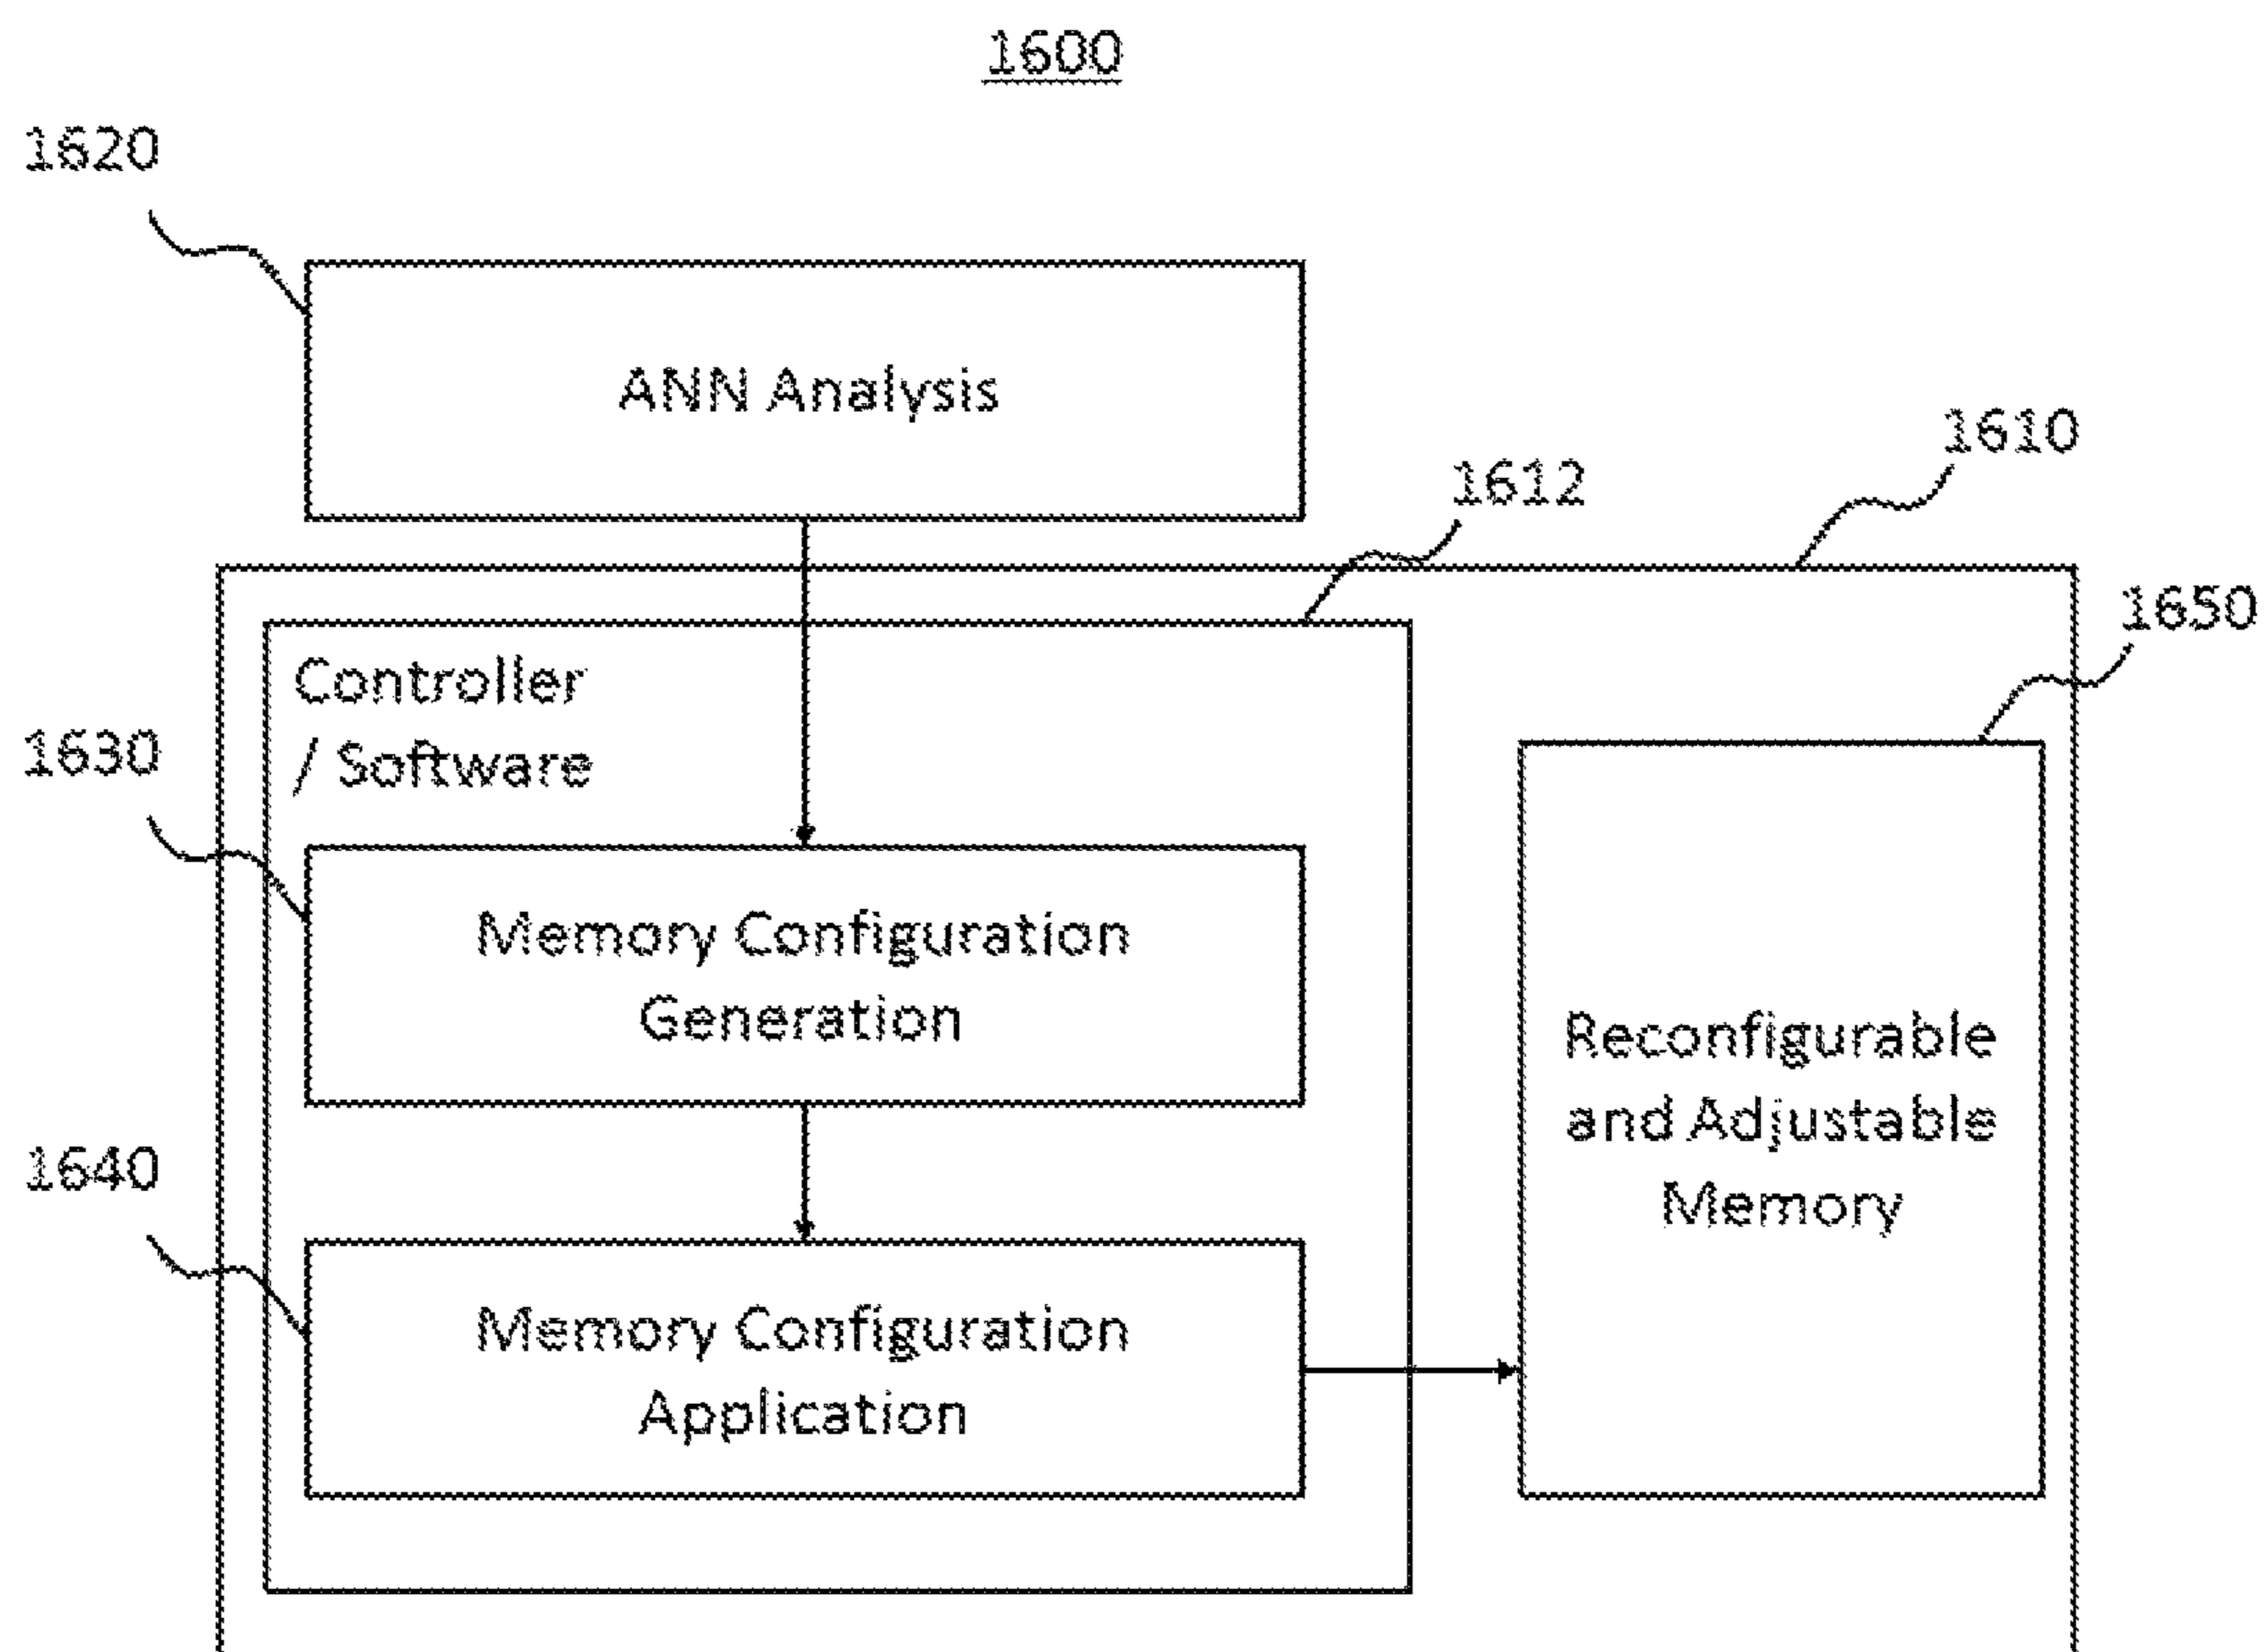 1600
1620
ANN Analysis
1610
1612
1650
Controller
/ Software
1630
Memory Configuration
Generation
Reconfigurable
and Adjustable
Memory
1640
Memory Configuration
Application